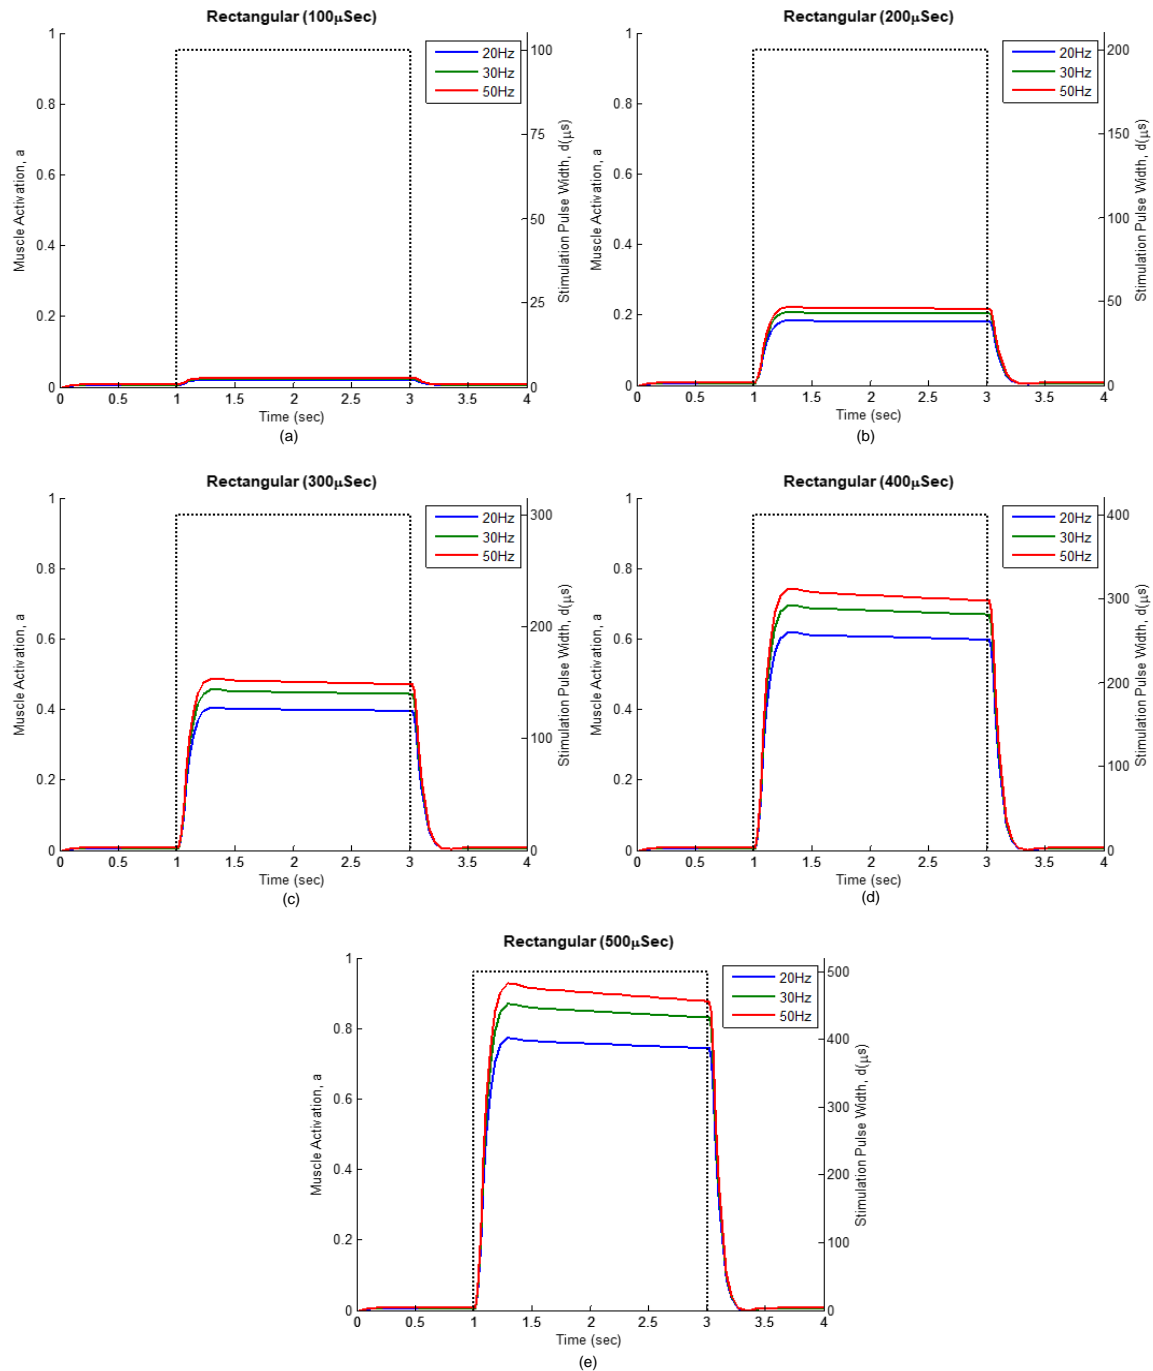 Rectangular (100μSec)
1
0.8
0.6
0.4
0.2
0
Muscle Activation, a
20Hz
30Hz
50Hz
100
75
50
25
0
Stimulation Pulse Width, d(μs)
0 0.5 1 1.5 2 2.5 3 3.5 4
Time (sec)
(a)
Rectangular (200μSec)
1
0.8
0.6
0.4
0.2
0
Muscle Activation, a
20Hz
30Hz
50Hz
200
150
100
50
0
Stimulation Pulse Width, d(μs)
0 0.5 1 1.5 2 2.5 3 3.5 4
Time (sec)
(b)
Rectangular (300μSec)
1
0.8
0.6
0.4
0.2
0
Muscle Activation, a
20Hz
30Hz
50Hz
300
200
100
0
Stimulation Pulse Width, d(μs)
0 0.5 1 1.5 2 2.5 3 3.5 4
Time (sec)
(c)
Rectangular (400μSec)
1
0.8
0.6
0.4
0.2
0
Muscle Activation, a
20Hz
30Hz
50Hz
400
300
200
100
0
Stimulation Pulse Width, d(μs)
0 0.5 1 1.5 2 2.5 3 3.5 4
Time (sec)
(d)
Rectangular (500μSec)
1
0.8
0.6
0.4
0.2
0
Muscle Activation, a
20Hz
30Hz
50Hz
500
400
300
200
100
0
Stimulation Pulse Width, d(μs)
0 0.5 1 1.5 2 2.5 3 3.5 4
Time (sec)
(e)